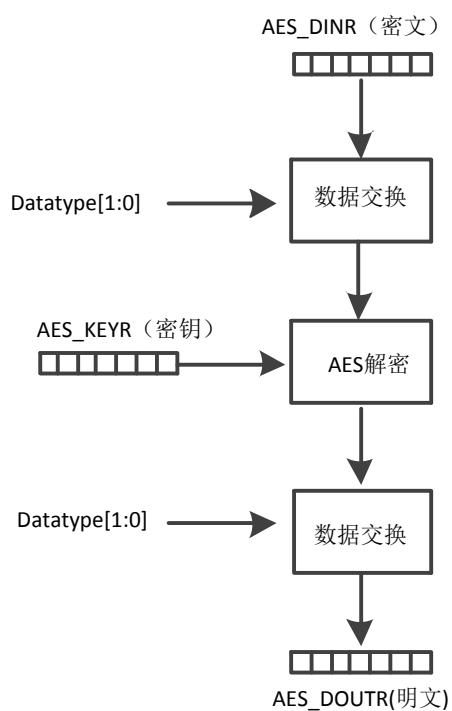 AES_DINR（密文）
数据交换
Datatype[1:0]
AES_KEYR（密钥）
AES解密
数据交换
Datatype[1:0]
AES_DOUTR(明文)